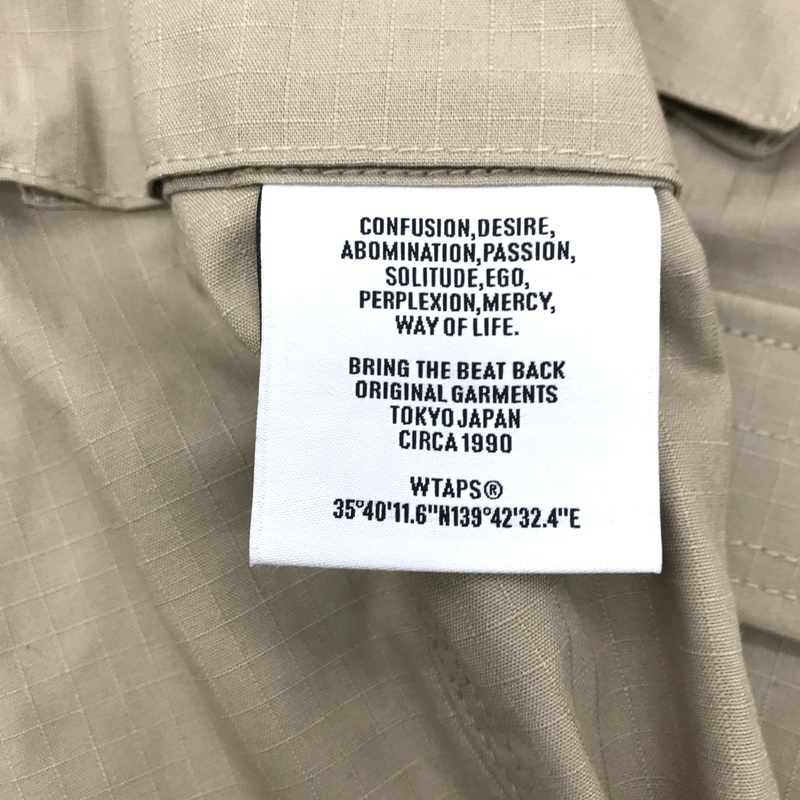 CONFUSION,DESIRE,
ABOMINATION,PASSION,
SOLITUDE,EGO,
PERPLEXION,MERCY,
WAY OF LIFE.
BRING THE BEAT BACK
ORIGINAL GARMENTS
TOKYO JAPAN
CIRCA 1990
WTAPS®
35°40'11.6"N139°42'32.4"E